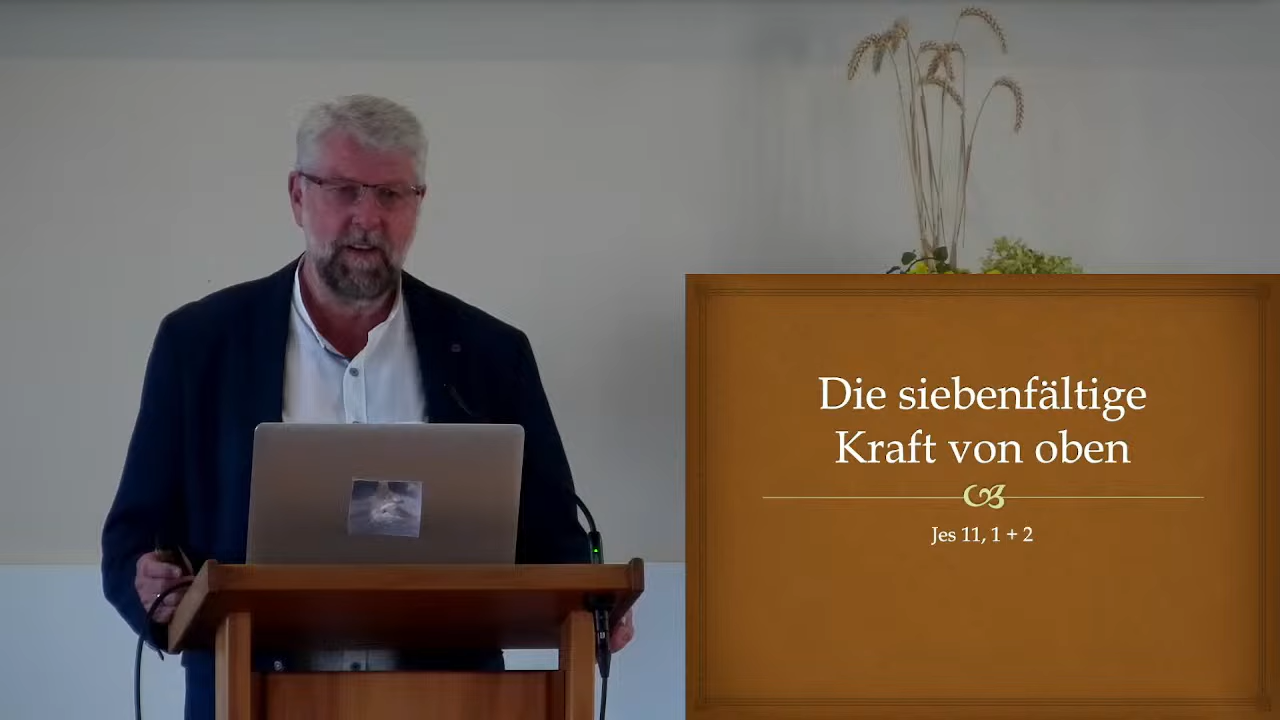 Die siebenfältige
Kraft von oben
Jes 11, 1 + 2